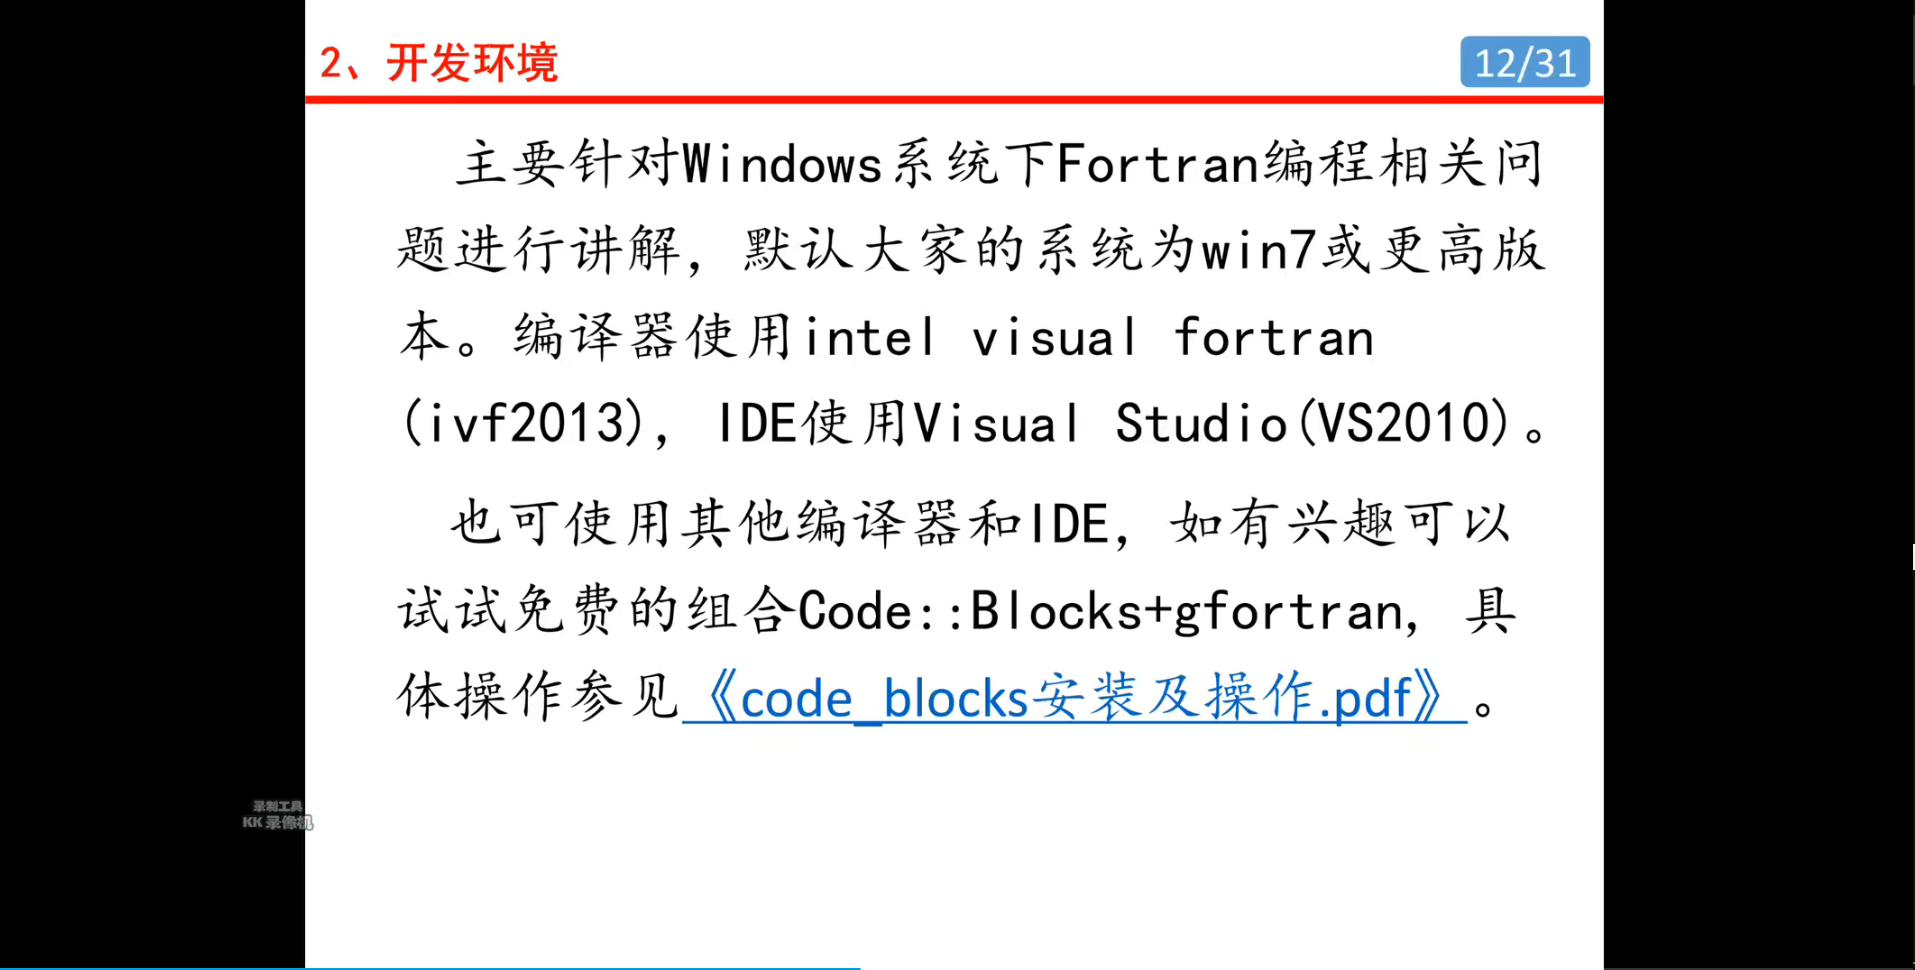 2、开发环境
12/31
主要针对Windows系统下Fortran编程相关问
题进行讲解，默认大家的系统为win7或更高版
本。编译器使用intel visual fortran
(ivf2013)，IDE使用Visual Studio(VS2010)。
也可使用其他编译器和IDE，如有兴趣可以
试试免费的组合Code::Blocks+gfortran，具
体操作参见《code_blocks安装及操作.pdf》。
录制工具
KK 录像机